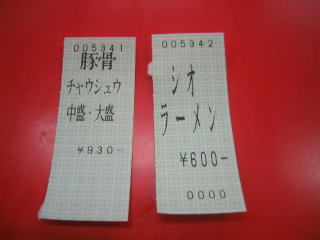 005341
豚骨
チャウシュウ
中盛・大盛
¥930-
005342
シオ
ラーメン
¥600-
0000